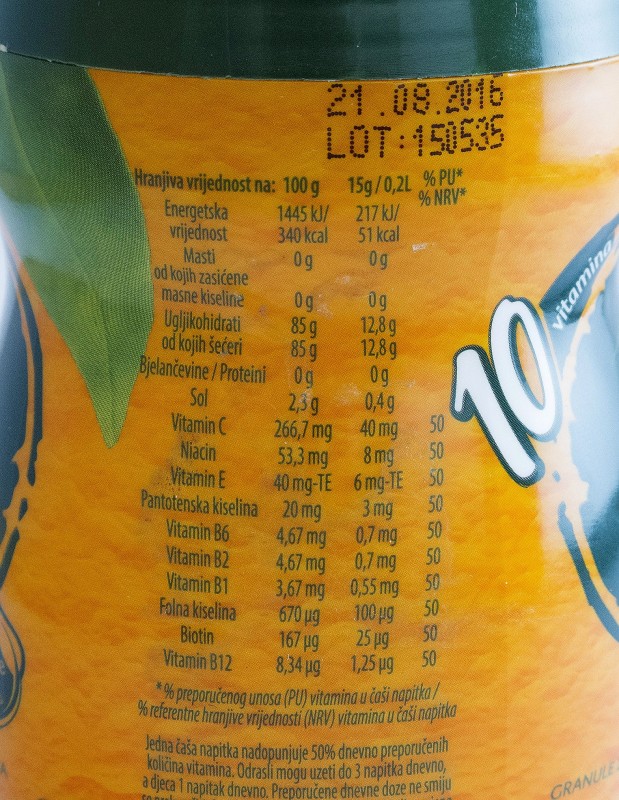 21.08.2016
LOT:150535
Hranjiva vrijednost na: 100 g 15g/0,2L % PU*
% NRV*
Energetska 1445 kJ/ 217 kJ/
vrijednost 340 kcal 51 kcal
Masti 0 g 0 g
od kojih zasićene
masne kiseline 0 g 0 g
Ugljikohidrati 85 g 12,8 g
od kojih šećeri 85 g 12,8 g
Bjelančevine / Proteini 0 g 0 g
Sol 2,3 g 0,4 g
Vitamin C 266,7 mg 40 mg 50
Niacin 53,3 mg 8 mg 50
Vitamin E 40 mg-TE 6 mg-TE 50
Pantotenska kiselina 20 mg 3 mg 50
Vitamin B6 4,67 mg 0,7 mg 50
Vitamin B2 4,67 mg 0,7 mg 50
Vitamin B1 3,67 mg 0,55 mg 50
Folna kiselina 670 µg 100 µg 50
Biotin 167 µg 25 µg 50
Vitamin B12 8,34 µg 1,25 µg 50
* % preporučenog unosa (PU) vitamina u čaši napitka /
% referentne hranjive vrijednosti (NRV) vitamina u čaši napitka
Jedna čaša napitka nadopunjuje 50% dnevno preporučenih
količina vitamina. Odrasli mogu uzeti do 3 napitka dnevno,
a djeca 1 napitak dnevno. Preporučene dnevne doze ne smiju
10 vitamina
GRANULE